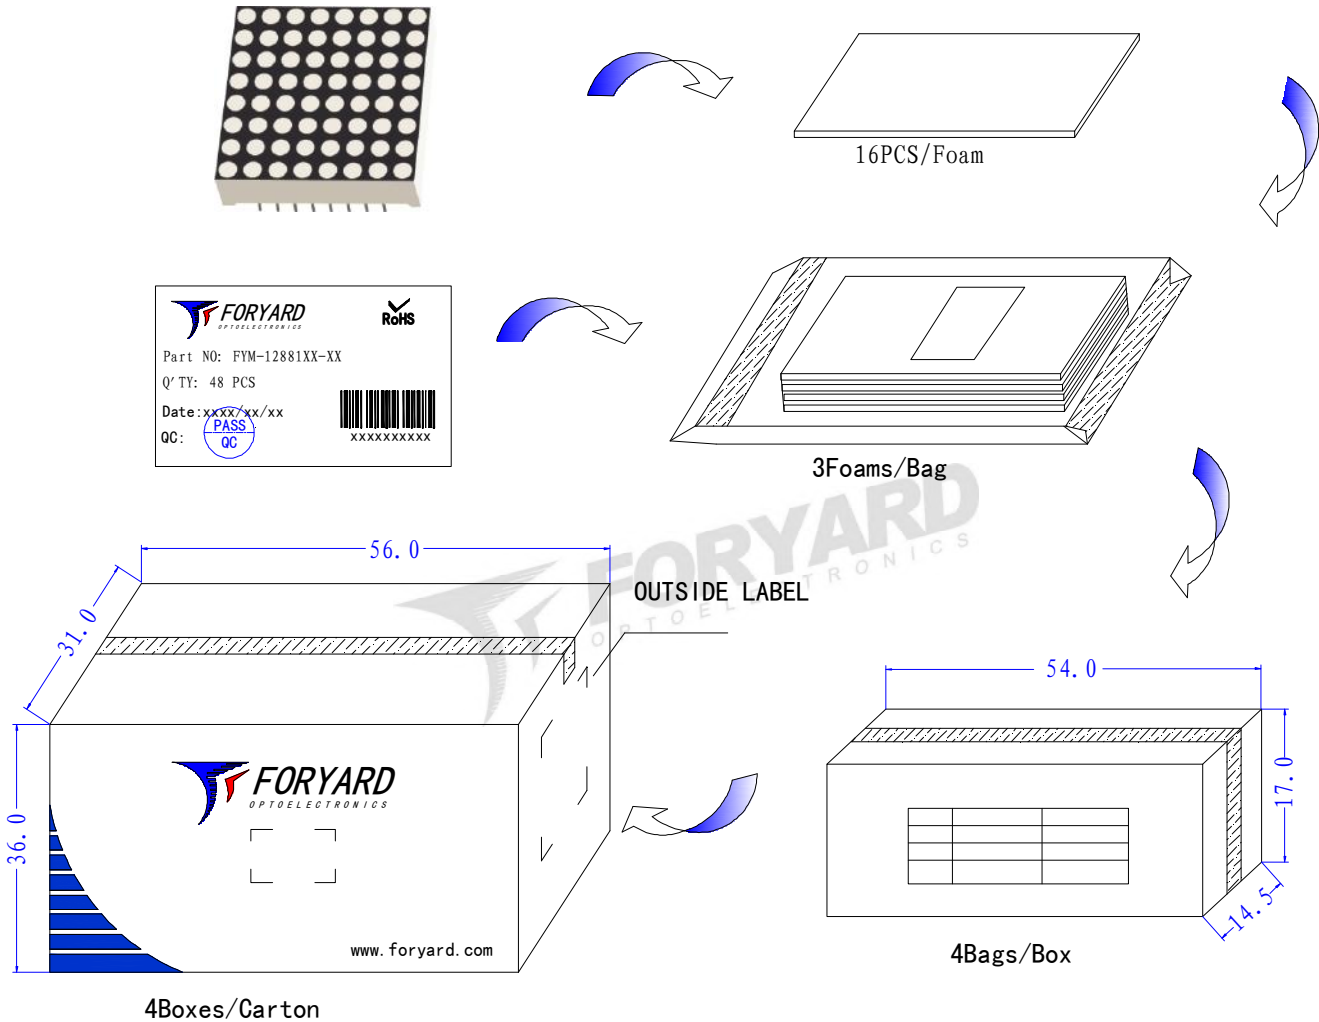 16PCS/Foam
FORYARD
OPTOELECTRONICS
RoHS
Part NO: FYM-12881XX-XX
Q'TY: 48 PCS
Date:xxxx/xx/xx
QC:
PASS
QC
xxxxxxxxxx
3Foams/Bag
FORYARD
OPTOELECTRONICS
56.0
31.0
36.0
OUTSIDE LABEL
FORYARD
OPTOELECTRONICS
www.foryard.com
4Boxes/Carton
54.0
17.0
14.5
4Bags/Box